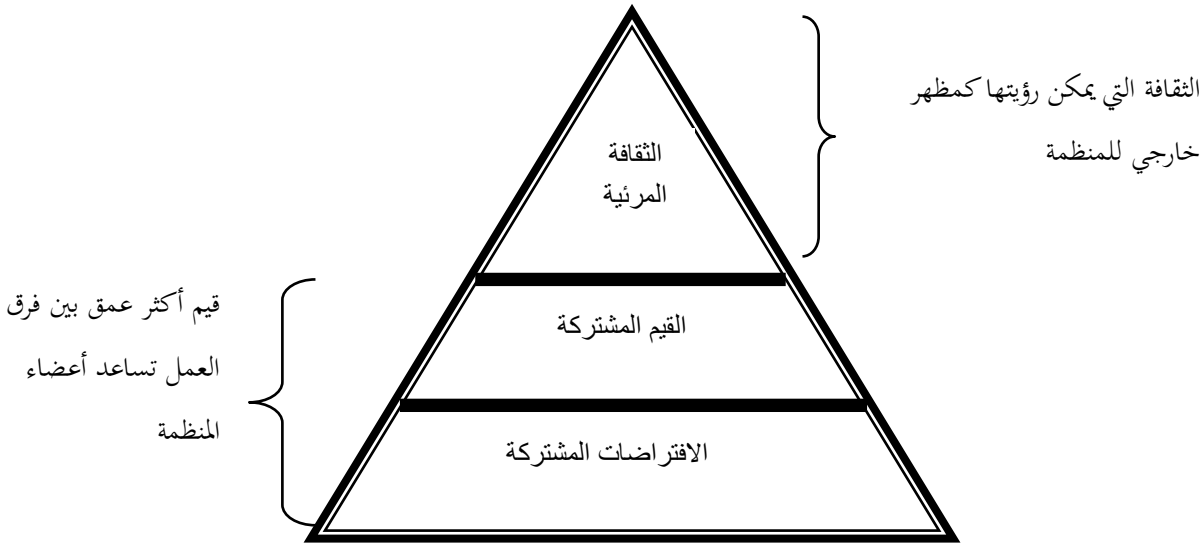 الثقافة التي يمكن رؤيتها كمظهر
خارجي للمنظمة
الثقافة
المرئية
القيم المشتركة
الافتراضات المشتركة
قيم أكثر عمق بين فرق
العمل تساعد أعضاء
المنظمة